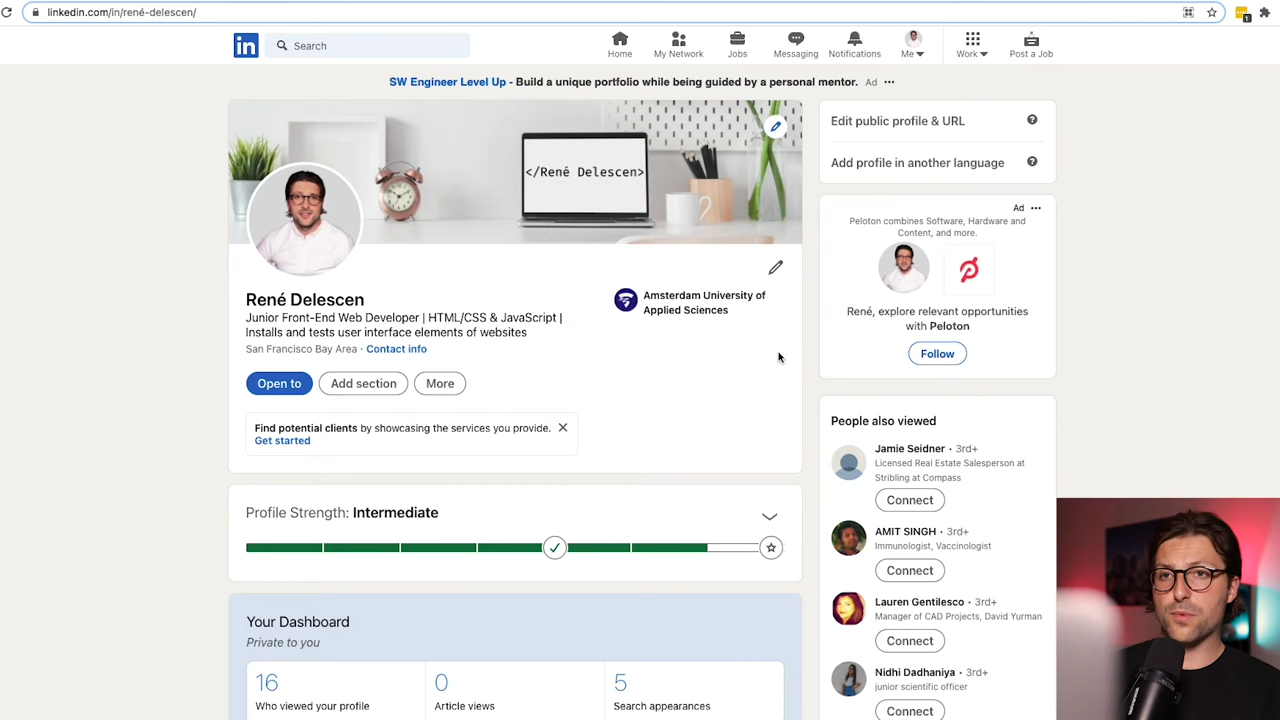 linkedin.com/in/rené-delescen/
1
in
Search
Home
My Network
Jobs
Messaging
Notifications
Me
Work
Post a Job
SW Engineer Level Up - Build a unique portfolio while being guided by a personal mentor. Ad
</René Delescen>
René Delescen
Junior Front-End Web Developer | HTML/CSS & JavaScript |
Installs and tests user interface elements of websites
San Francisco Bay Area · Contact info
Amsterdam University of
Applied Sciences
Open to
Add section
More
Find potential clients by showcasing the services you provide.
Get started
Profile Strength: Intermediate
Your Dashboard
Private to you
16
Who viewed your profile
0
Article views
5
Search appearances
Edit public profile & URL
Add profile in another language
Ad
Peloton combines Software, Hardware and
Content, and more.
René, explore relevant opportunities
with Peloton
Follow
People also viewed
Jamie Seidner · 3rd+
Licensed Real Estate Salesperson at
Stribling at Compass
Connect
AMIT SINGH · 3rd+
Immunologist, Vaccinologist
Connect
Lauren Gentilesco · 3rd+
Manager of CAD Projects, David Yurman
Connect
Nidhi Dadhaniya · 3rd+
junior scientific officer
Connect